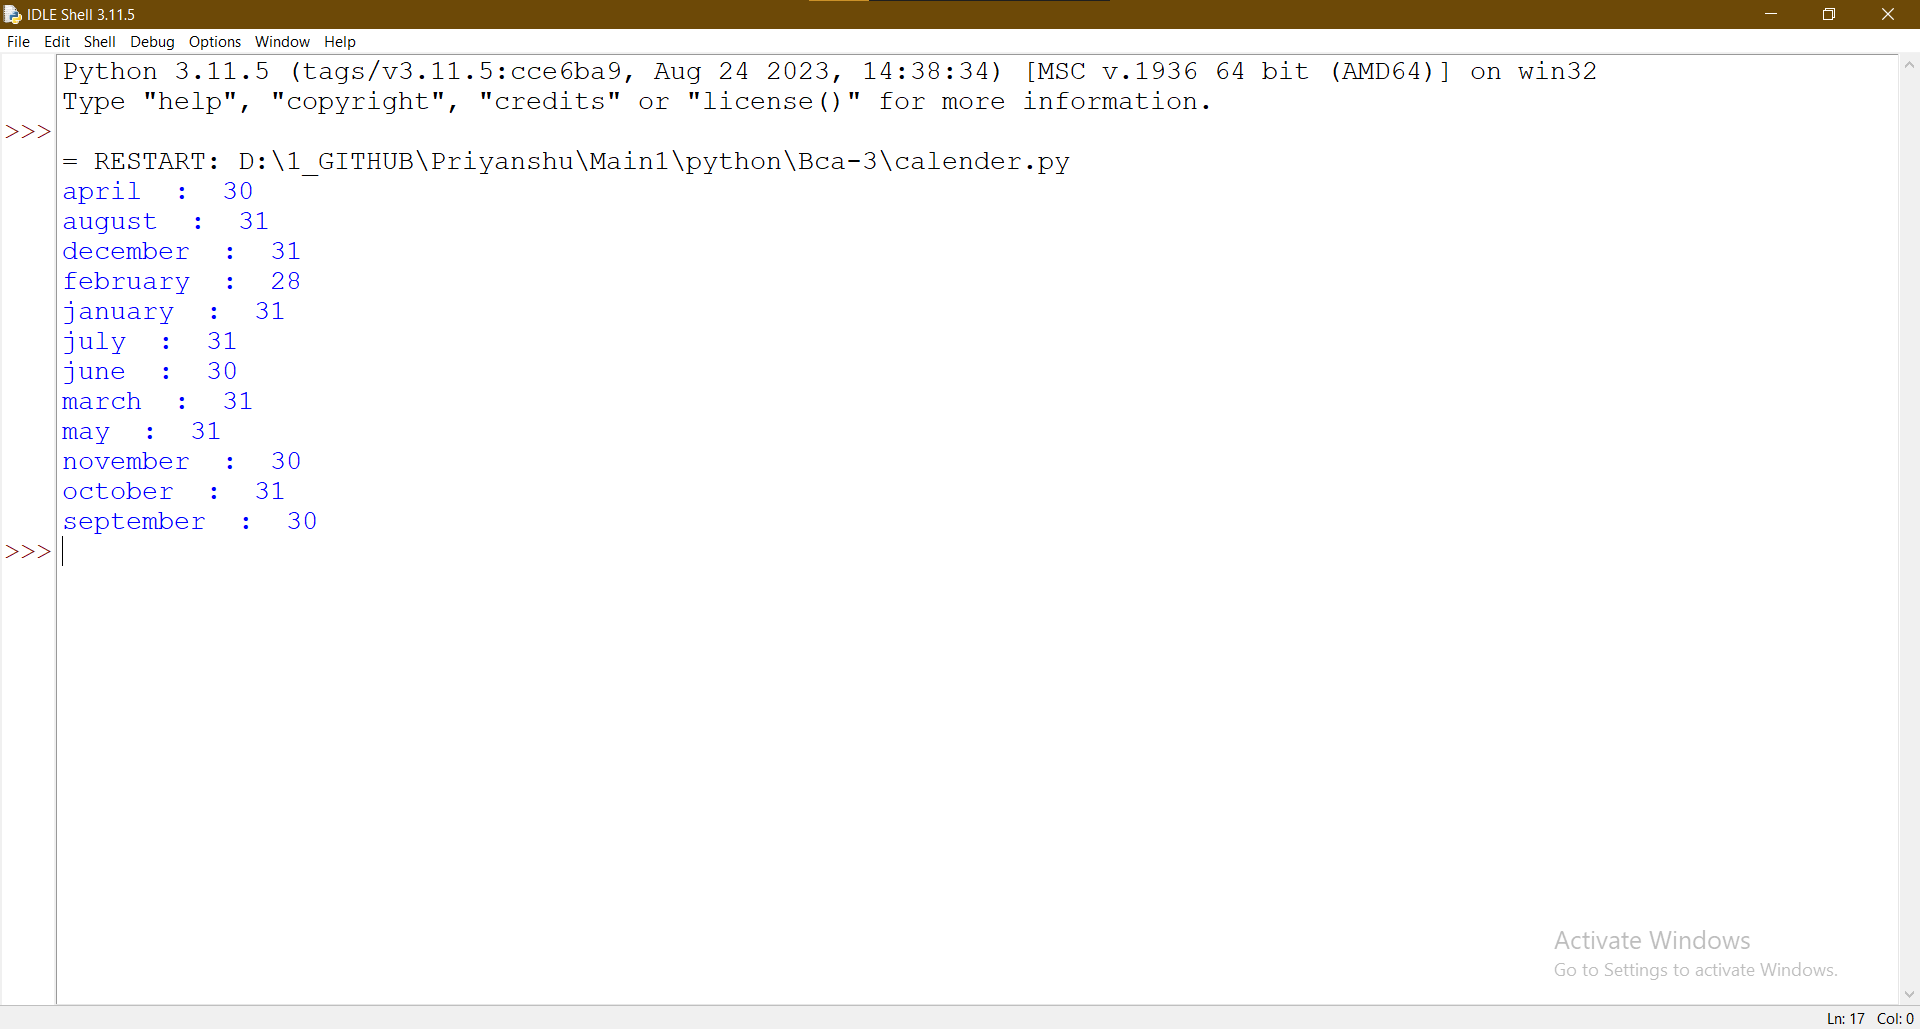 IDLE Shell 3.11.5
File Edit Shell Debug Options Window Help
Python 3.11.5 (tags/v3.11.5:cce6ba9, Aug 24 2023, 14:38:34) [MSC v.1936 64 bit (AMD64)] on win32
Type "help", "copyright", "credits" or "license()" for more information.
>>>
= RESTART: D:\1_GITHUB\Priyanshu\Main1\python\Bca-3\calender.py
april  :  30
august  :  31
december  :  31
february  :  28
january  :  31
july  :  31
june  :  30
march  :  31
may  :  31
november  :  30
october  :  31
september  :  30
>>>
Activate Windows
Go to Settings to activate Windows.
Ln: 17 Col: 0